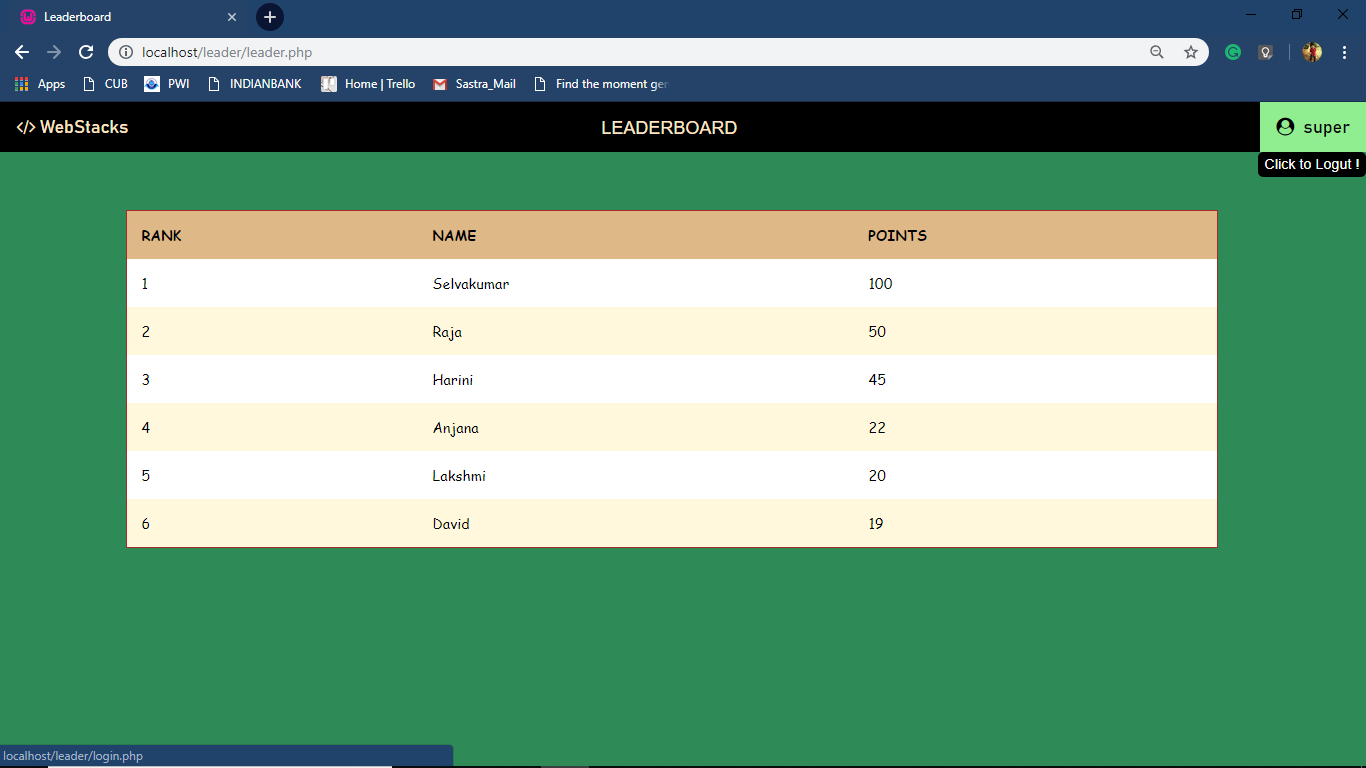 Leaderboard
localhost/leader/leader.php
Apps CUB PWI INDIANBANK Home | Trello Sastra_Mail Find the moment ger
</> WebStacks LEADERBOARD super
Click to Logut !
RANK NAME POINTS
1 Selvakumar 100
2 Raja 50
3 Harini 45
4 Anjana 22
5 Lakshmi 20
6 David 19
localhost/leader/login.php